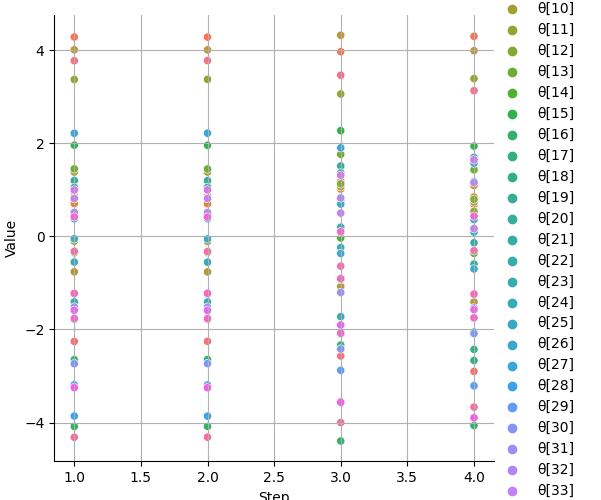 θ[10]
θ[11]
θ[12]
θ[13]
θ[14]
θ[15]
θ[16]
θ[17]
θ[18]
θ[19]
θ[20]
θ[21]
θ[22]
θ[23]
θ[24]
θ[25]
θ[26]
θ[27]
θ[28]
θ[29]
θ[30]
θ[31]
θ[32]
θ[33]
4
2
0
−2
−4
Value
1.0 1.5 2.0 2.5 3.0 3.5 4.0
Step